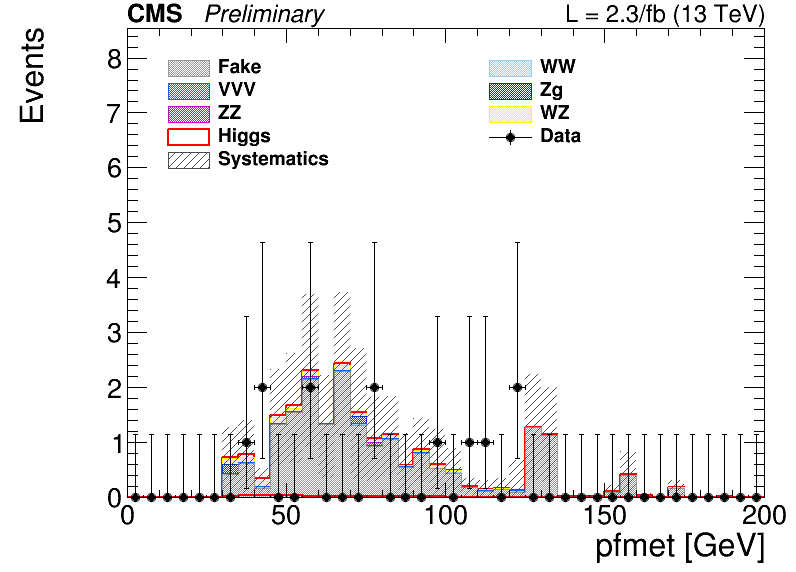 CMS Preliminary L = 2.3/fb (13 TeV)
Events
8
7
6
5
4
3
2
1
0
Fake WW
VVV Zg
ZZ WZ
Higgs Data
Systematics
0 50 100 150 200
pfmet [GeV]